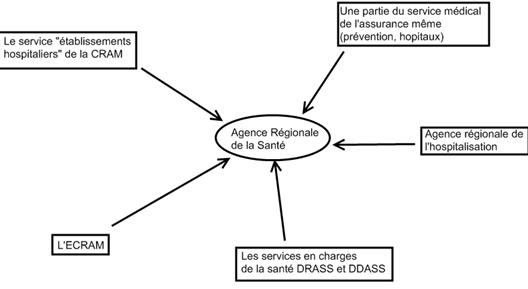 Une partie du service médical
de l'assurance même
(prévention, hopitaux)
Le service "établissements
hospitaliers" de la CRAM
Agence Régionale
de la Santé
Agence régionale de
l'hospitalisation
L'ECRAM
Les services en charges
de la santé DRASS et DDASS